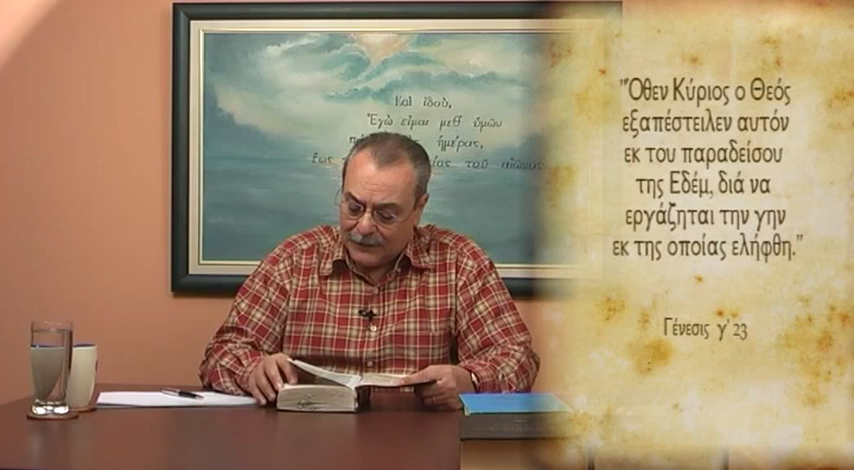 Καὶ ἰδού,
Ἐγὼ εἶμαι μεθ' ὑμῶν
ἡμέρας,
ἕως τοῦ αἰῶνος.
"Όθεν Κύριος ο Θεός
εξαπέστειλεν αυτόν
εκ του παραδείσου
της Εδέμ, διά να
εργάζηται την γην
εκ της οποίας ελήφθη."
Γένεσις γ' 23